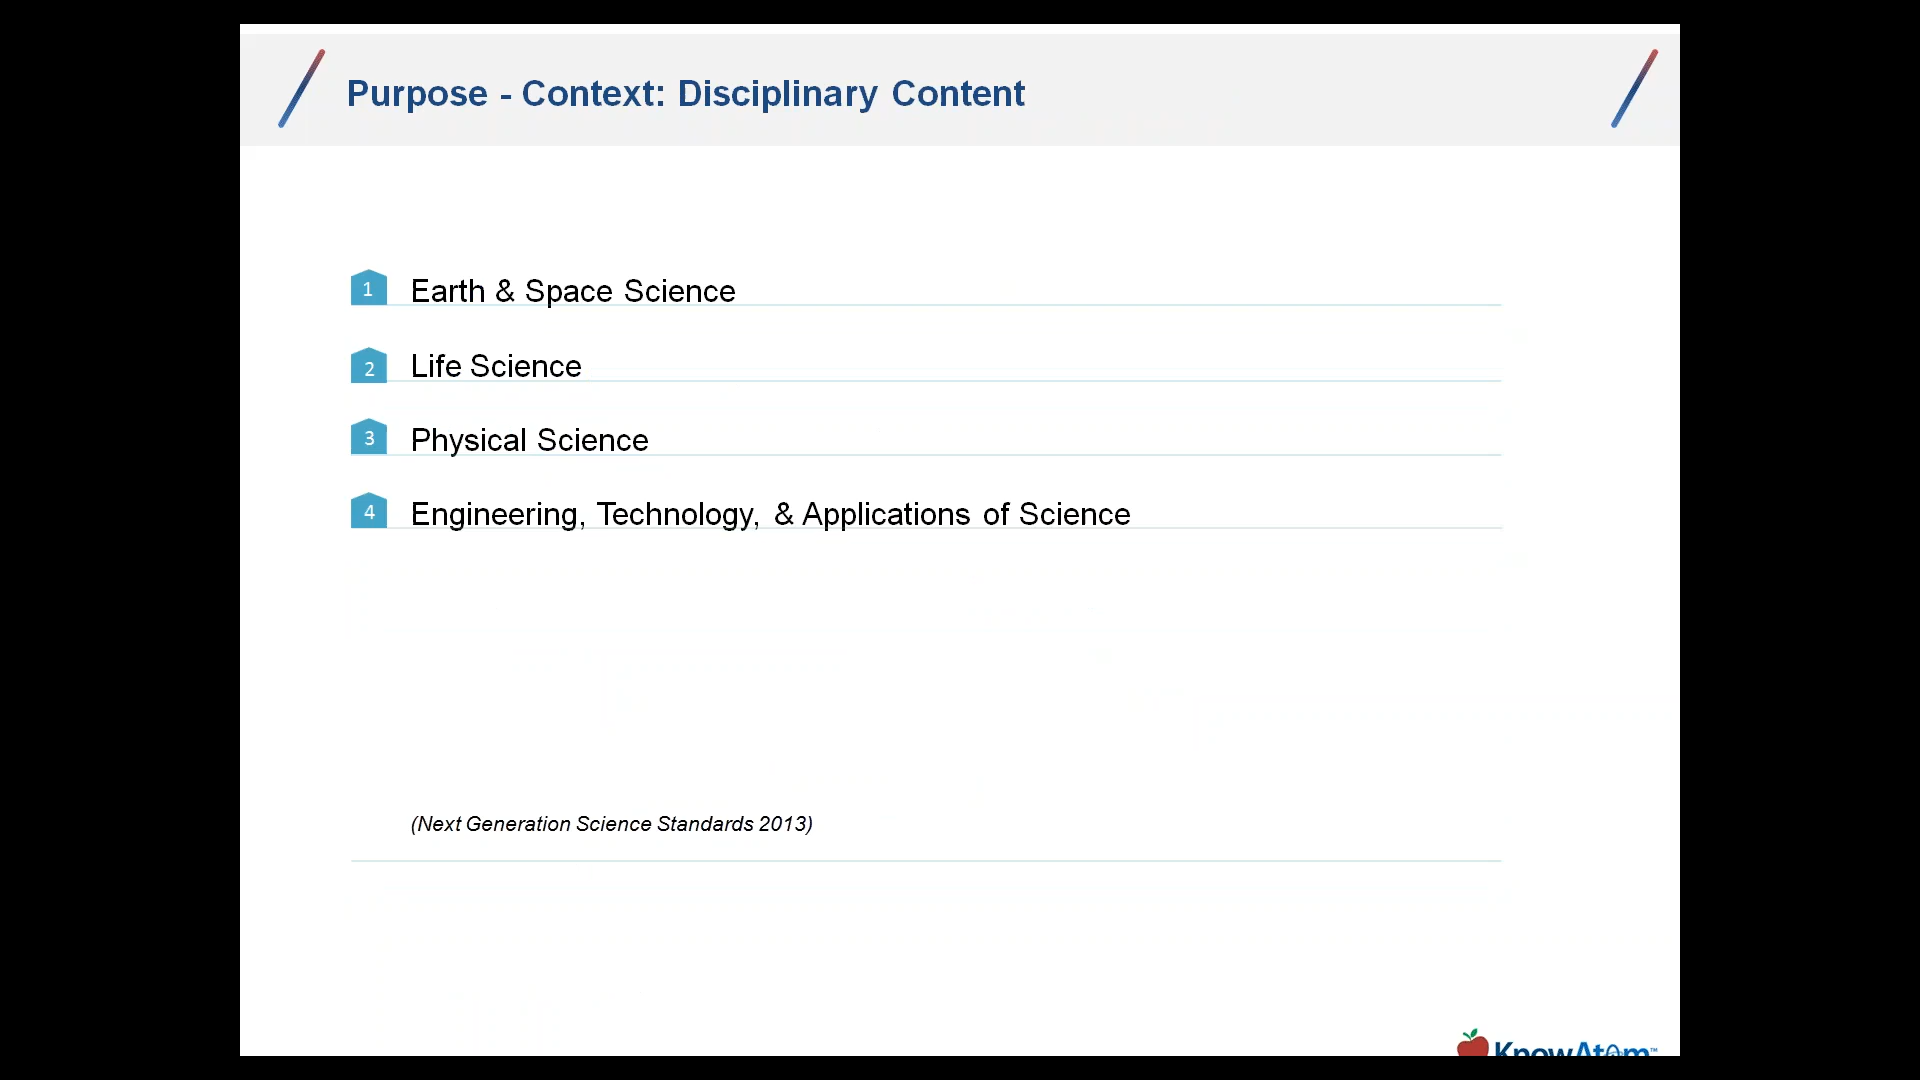 Purpose - Context: Disciplinary Content
1 Earth & Space Science
2 Life Science
3 Physical Science
4 Engineering, Technology, & Applications of Science
(Next Generation Science Standards 2013)
KnowAtom™